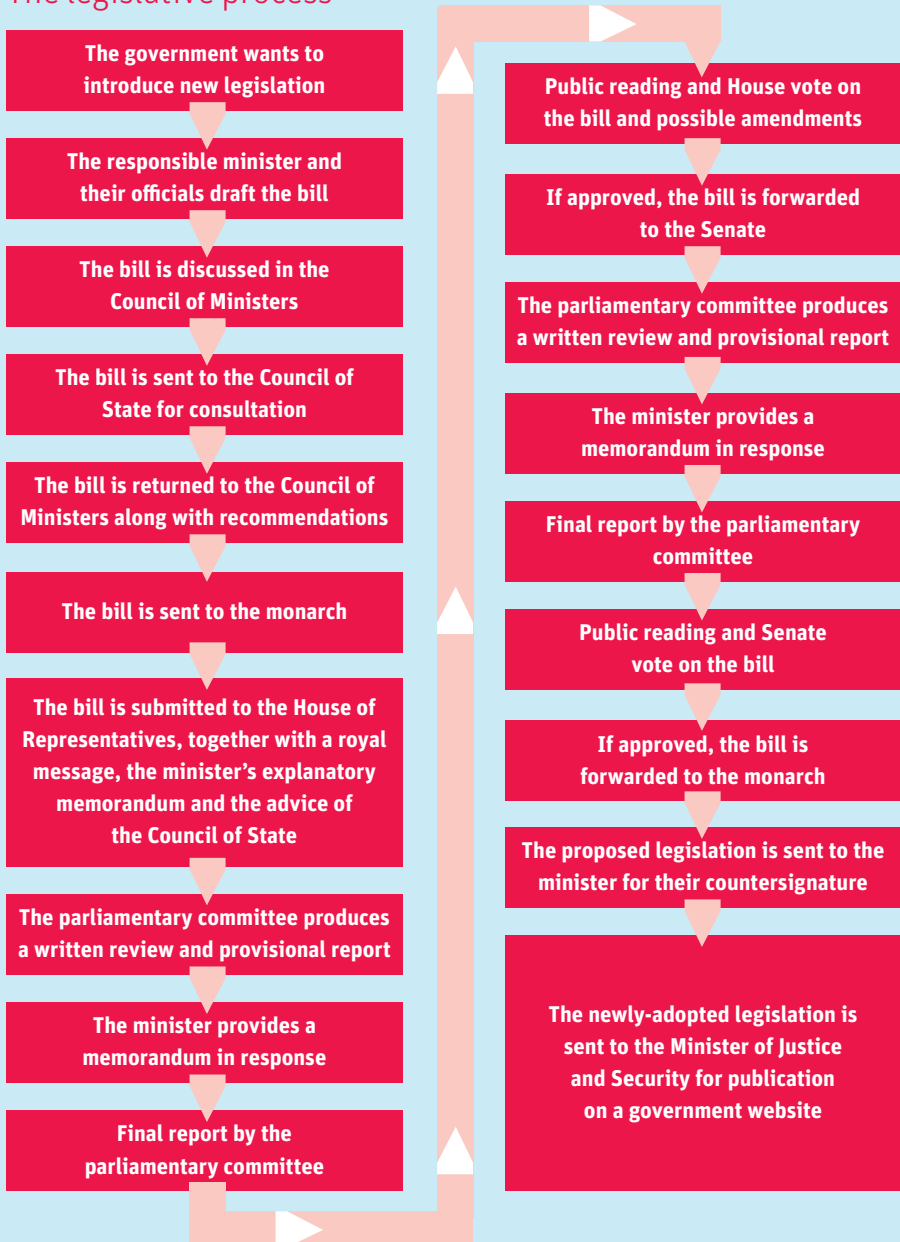 The legislative process
The government wants to
introduce new legislation
The responsible minister and
their officials draft the bill
The bill is discussed in the
Council of Ministers
The bill is sent to the Council of
State for consultation
The bill is returned to the Council of
Ministers along with recommendations
The bill is sent to the monarch
The bill is submitted to the House of
Representatives, together with a royal
message, the minister’s explanatory
memorandum and the advice of
the Council of State
The parliamentary committee produces
a written review and provisional report
The minister provides a
memorandum in response
Final report by the
parliamentary committee
Public reading and House vote on
the bill and possible amendments
If approved, the bill is forwarded
to the Senate
The parliamentary committee produces
a written review and provisional report
The minister provides a
memorandum in response
Final report by the parliamentary
committee
Public reading and Senate
vote on the bill
If approved, the bill is
forwarded to the monarch
The proposed legislation is sent to the
minister for their countersignature
The newly-adopted legislation is
sent to the Minister of Justice
and Security for publication
on a government website